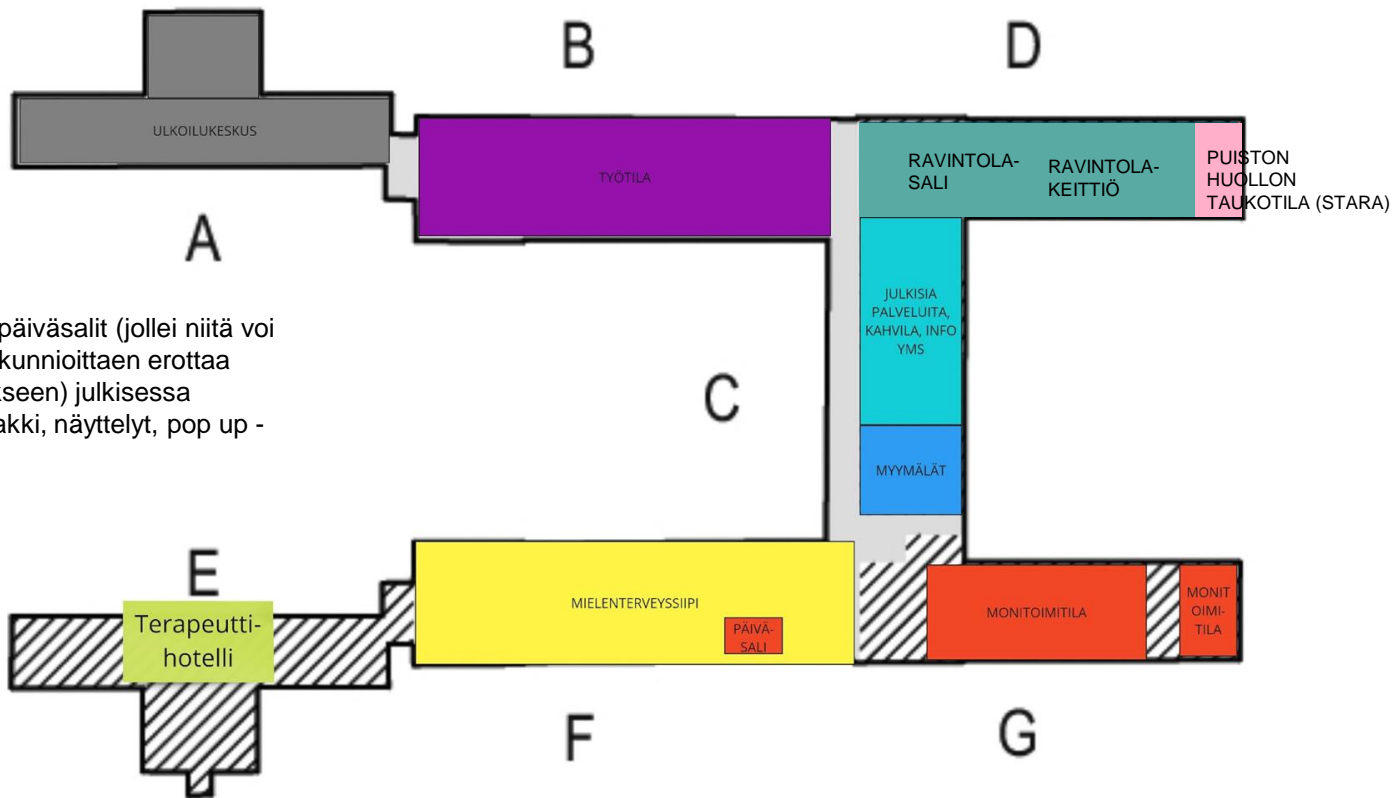 B
D
ULKOILUKESKUS
TYÖTILA
RAVINTOLA-
SALI
RAVINTOLA-
KEITTIÖ
PUISTON
HUOLLON
TAUKOTILA (STARA)
A
JULKISIA
PALVELUITA,
KAHVILA, INFO
YMS
päiväsalit (jollei niitä voi
kunnioittaen erottaa
kseen) julkisessa
akki, näyttelyt, pop up -
C
MYYMÄLÄT
E
Terapeutti-
hotelli
MIELENTERVEYSSIIPI
PÄIVÄ-
SALI
MONITOIMITILA
MONIT
OIMI-
TILA
F
G